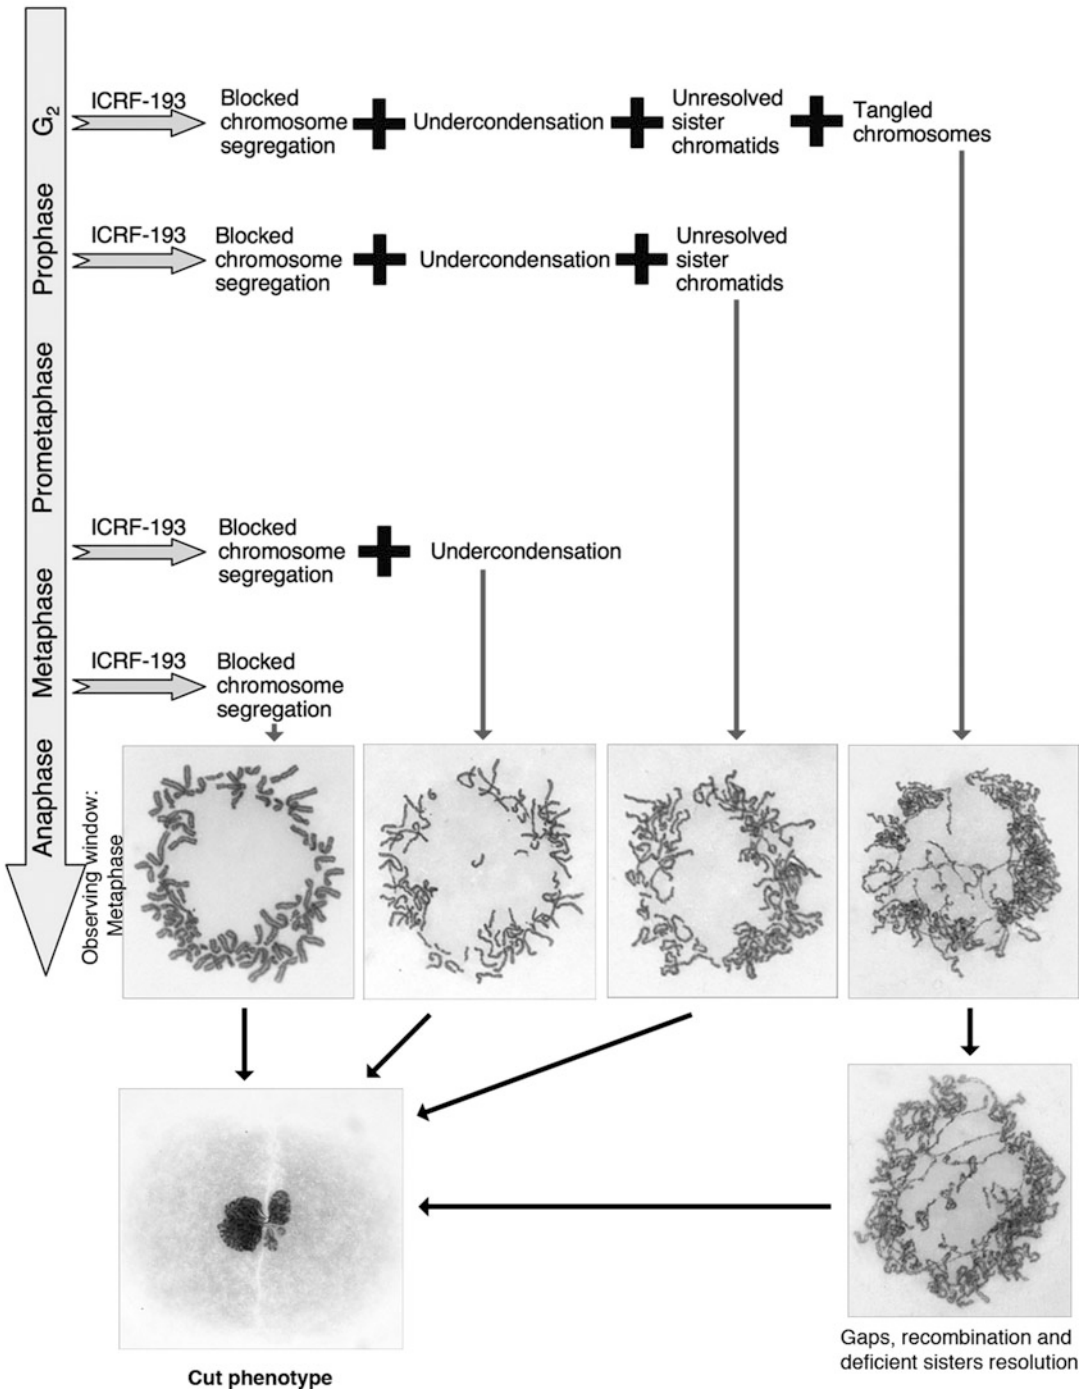 G₂
Prophase
Prometaphase
Metaphase
Anaphase
ICRF-193
Blocked
chromosome
segregation
Undercondensation
Unresolved
sister
chromatids
Tangled
chromosomes
ICRF-193
Blocked
chromosome
segregation
Undercondensation
Unresolved
sister
chromatids
ICRF-193
Blocked
chromosome
segregation
Undercondensation
ICRF-193
Blocked
chromosome
segregation
Observing window:
Metaphase
Cut phenotype
Gaps, recombination and
deficient sisters resolution